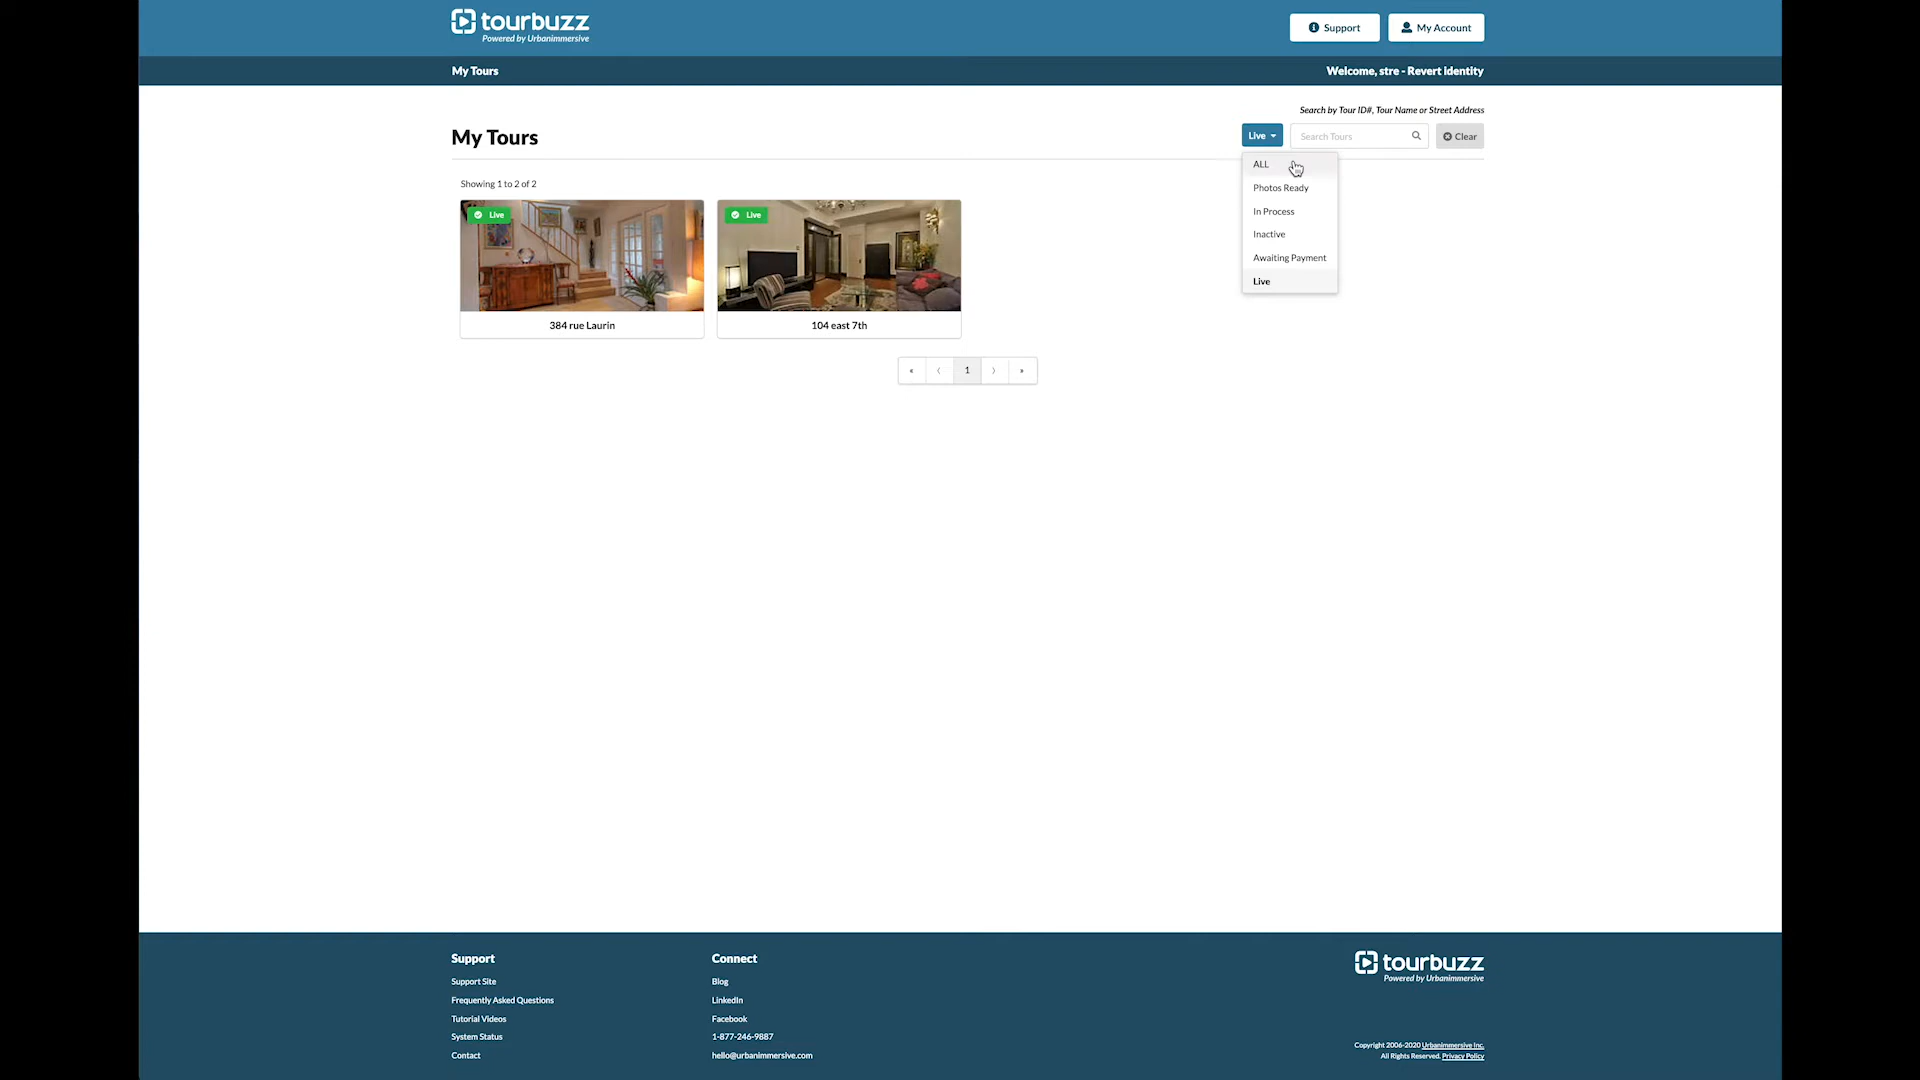 tourbuzz
Powered by Urbanimmersive
Support
My Account
My Tours
Welcome, stre - Revert identity
Search by Tour ID#, Tour Name or Street Address
My Tours
Live
Search Tours
Clear
ALL
Photos Ready
In Process
Inactive
Awaiting Payment
Live
Showing 1 to 2 of 2
Live
Live
384 rue Laurin
104 east 7th
« ⟨ 1 ⟩ »
Support
Support Site
Frequently Asked Questions
Tutorial Videos
System Status
Contact
Connect
Blog
LinkedIn
Facebook
1-877-246-9887
hello@urbanimmersive.com
tourbuzz
Powered by Urbanimmersive
Copyright 2006-2020 Urbanimmersive Inc.
All Rights Reserved. Privacy Policy